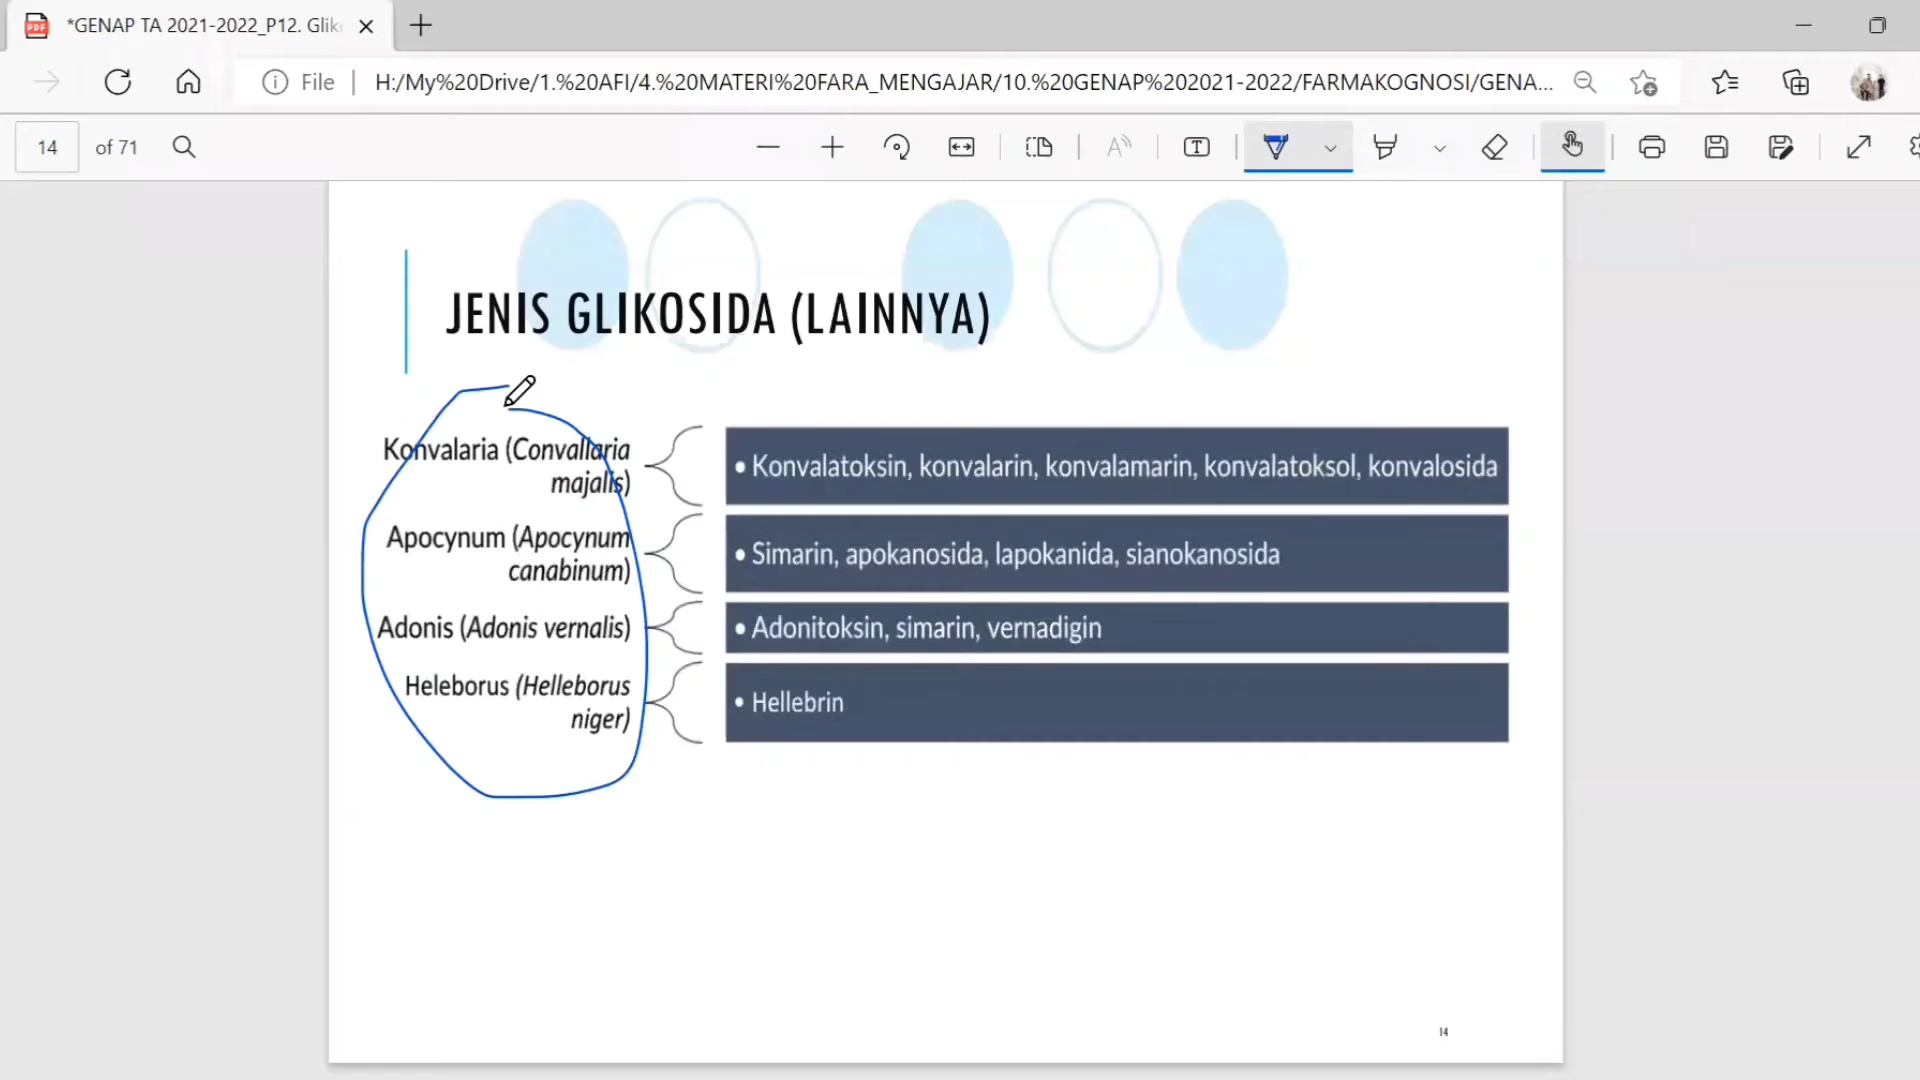 *GENAP TA 2021-2022_P12. Glik
File
H:/My%20Drive/1.%20AFI/4.%20MATERI%20FARA_MENGAJAR/10.%20GENAP%202021-2022/FARMAKOGNOSI/GENA...
14 of 71
JENIS GLIKOSIDA (LAINNYA)
Konvalaria (Convallaria
majalis)
• Konvalatoksin, konvalarin, konvalamarin, konvalatoksol, konvalosida
Apocynum (Apocynum
canabinum)
• Simarin, apokanosida, lapokanida, sianokanosida
Adonis (Adonis vernalis)
• Adonitoksin, simarin, vernadigin
Heleborus (Helleborus
niger)
• Hellebrin
14